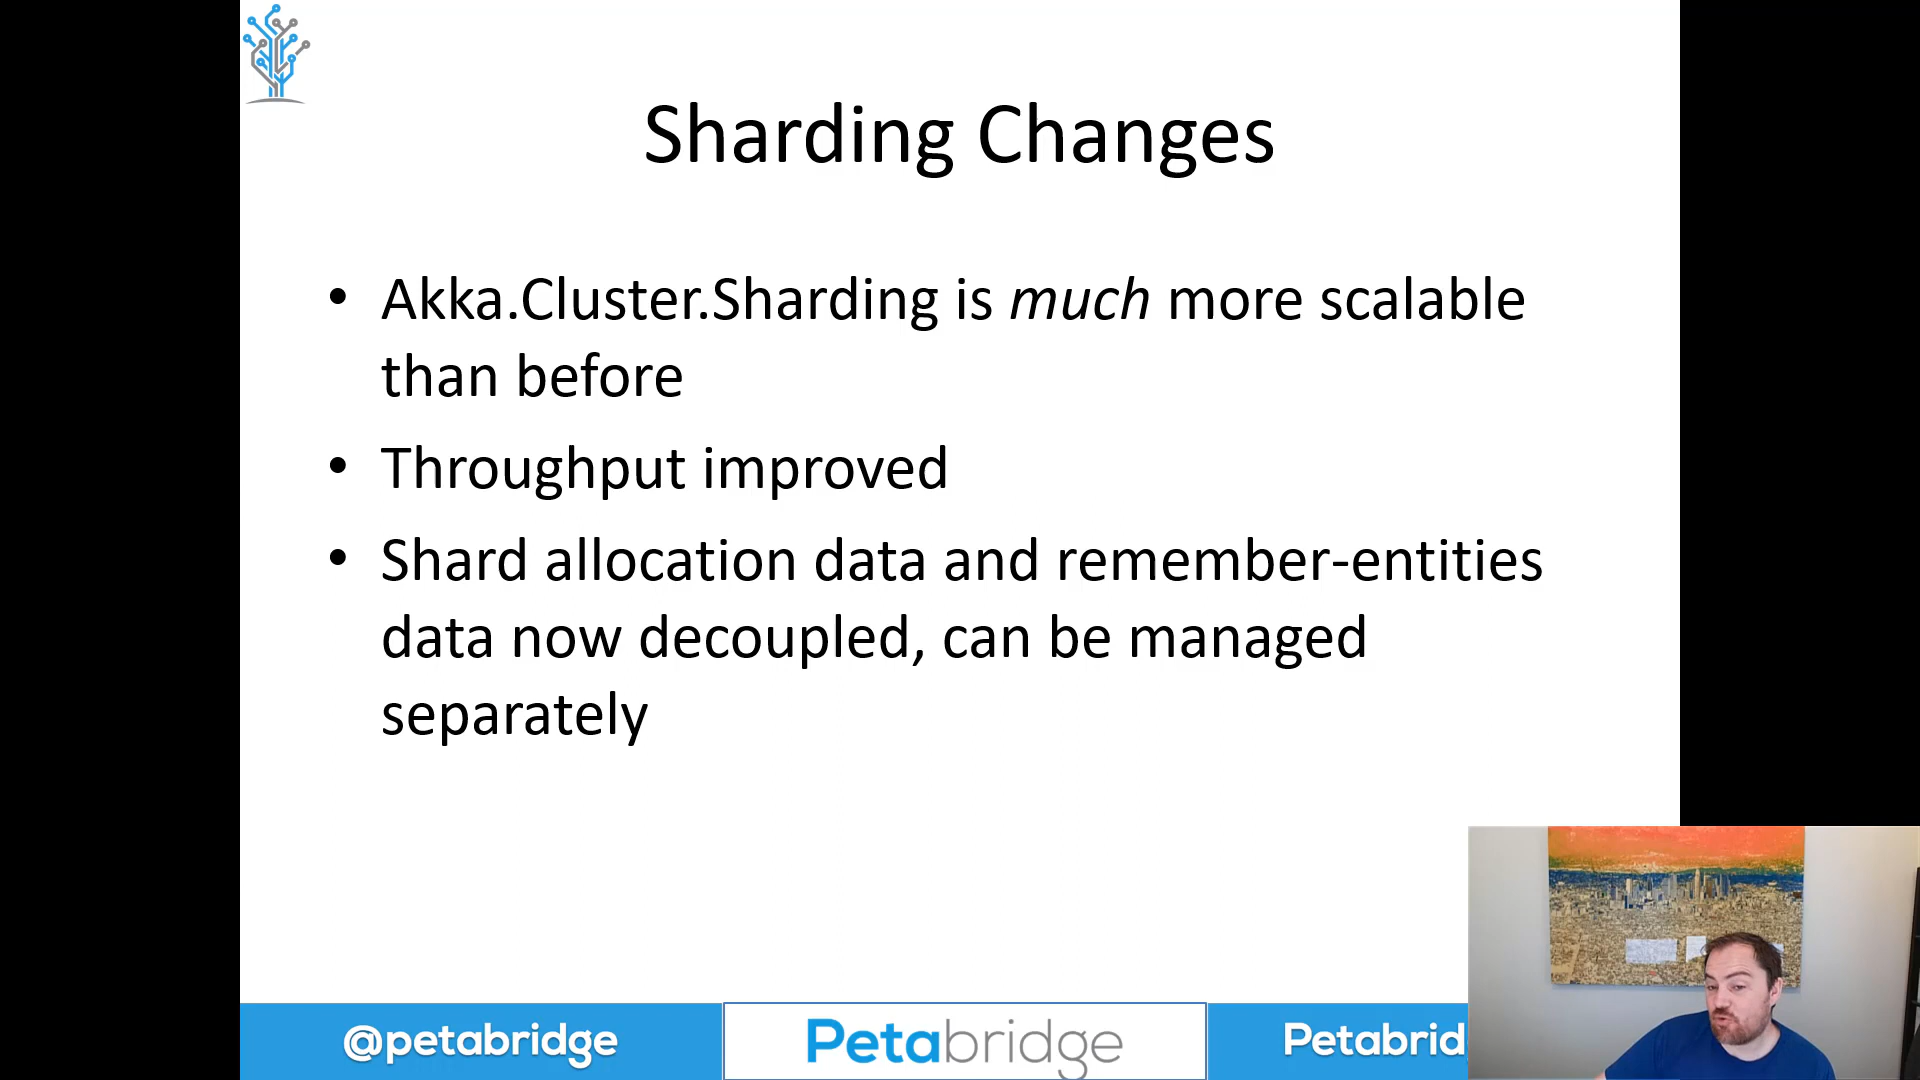 Sharding Changes
• Akka.Cluster.Sharding is much more scalable
than before
• Throughput improved
• Shard allocation data and remember-entities
data now decoupled, can be managed
separately
@petabridge
Petabridge
Petabrid